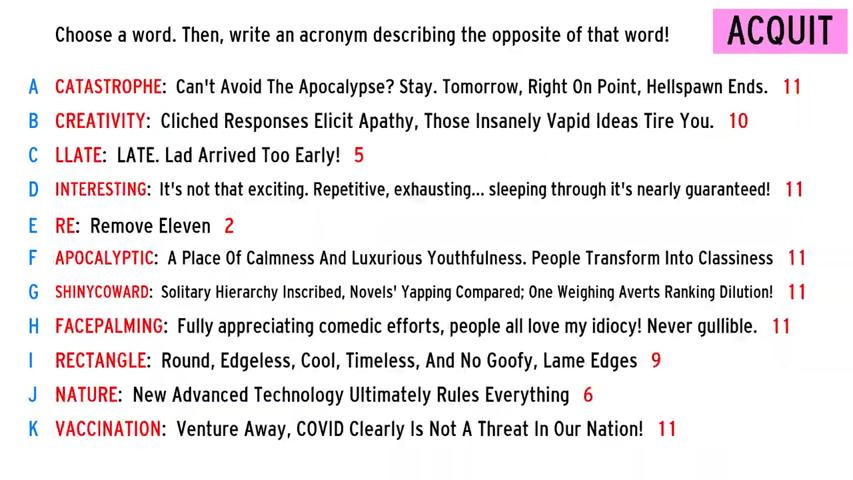 Choose a word. Then, write an acronym describing the opposite of that word!
ACQUIT
A CATASTROPHE: Can't Avoid The Apocalypse? Stay. Tomorrow, Right On Point, Hellspawn Ends. 11
B CREATIVITY: Cliched Responses Elicit Apathy, Those Insanely Vapid Ideas Tire You. 10
C LLATE: LATE. Lad Arrived Too Early! 5
D INTERESTING: It's not that exciting. Repetitive, exhausting... sleeping through it's nearly guaranteed! 11
E RE: Remove Eleven 2
F APOCALYPTIC: A Place Of Calmness And Luxurious Youthfulness. People Transform Into Classiness 11
G SHINYCOWARD: Solitary Hierarchy Inscribed, Novels' Yapping Compared; One Weighing Averts Ranking Dilution! 11
H FACEPALMING: Fully appreciating comedic efforts, people all love my idiocy! Never gullible. 11
I RECTANGLE: Round, Edgeless, Cool, Timeless, And No Goofy, Lame Edges 9
J NATURE: New Advanced Technology Ultimately Rules Everything 6
K VACCINATION: Venture Away, COVID Clearly Is Not A Threat In Our Nation! 11